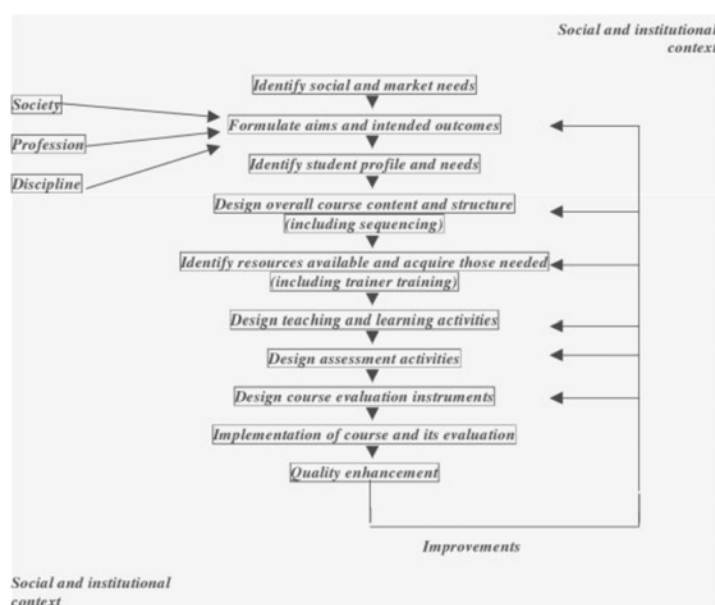 Social and institutional
context
Identify social and market needs
Society
Formulate aims and intended outcomes
Profession
Identify student profile and needs
Discipline
Design overall course content and structure
(including sequencing)
Identify resources available and acquire those needed
(including trainer training)
Design teaching and learning activities
Design assessment activities
Design course evaluation instruments
Implementation of course and its evaluation
Quality enhancement
Improvements
Social and institutional
context